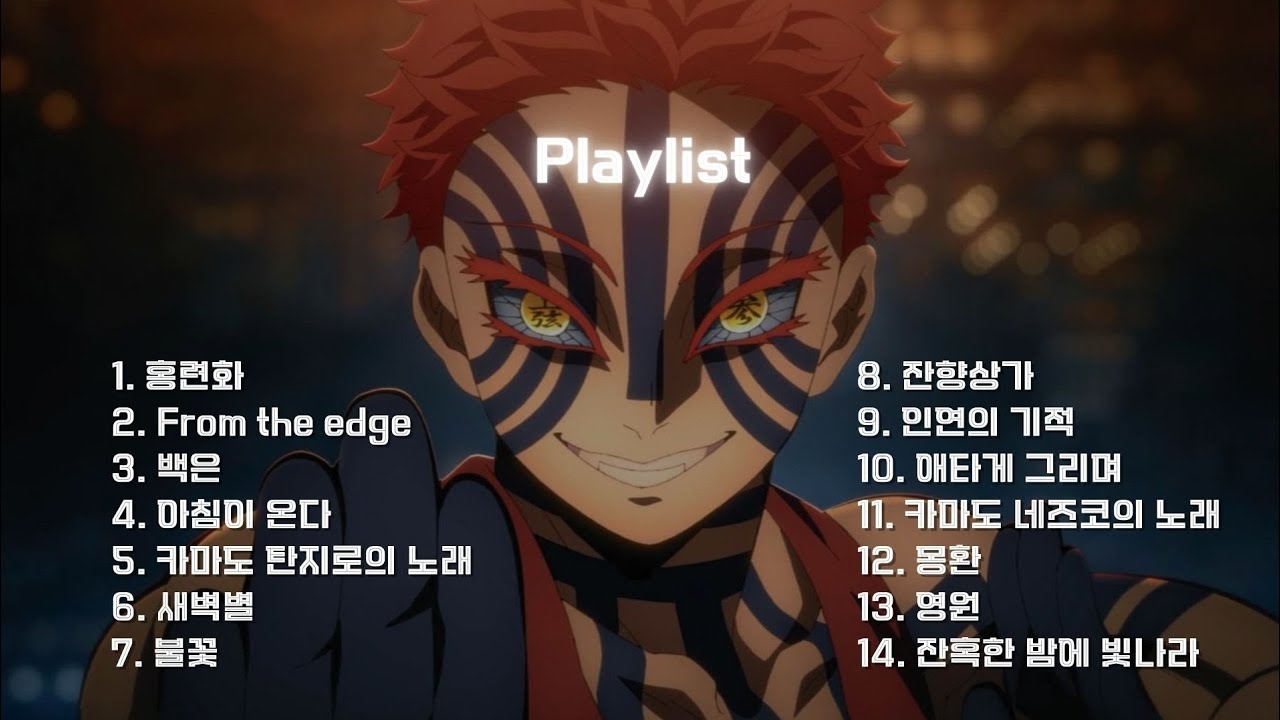 Playlist
上弦
参
1. 홍련화
2. From the edge
3. 백은
4. 아침이 온다
5. 카마도 탄지로의 노래
6. 새벽별
7. 불꽃
8. 잔향상가
9. 인연의 기적
10. 애타게 그리며
11. 카마도 네즈코의 노래
12. 몽환
13. 영원
14. 잔혹한 밤에 빛나라